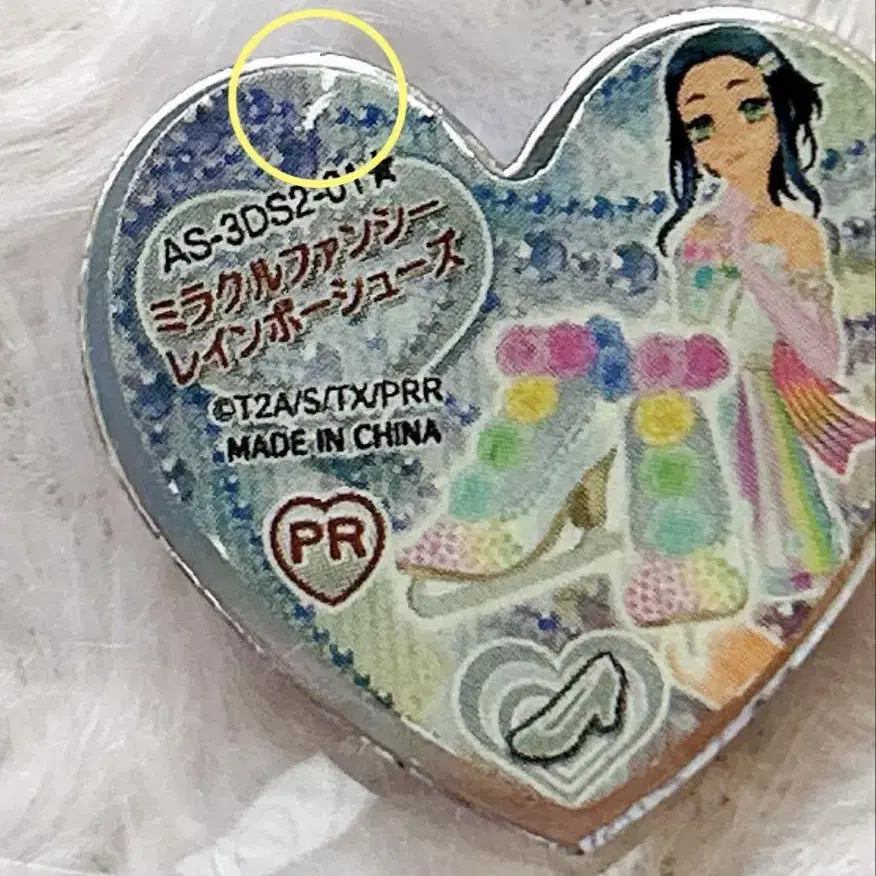 AS-3DS2-01★
ミラクルファンシー
レインボーシューズ
©T2A/S/TX/PRR
MADE IN CHINA
PR